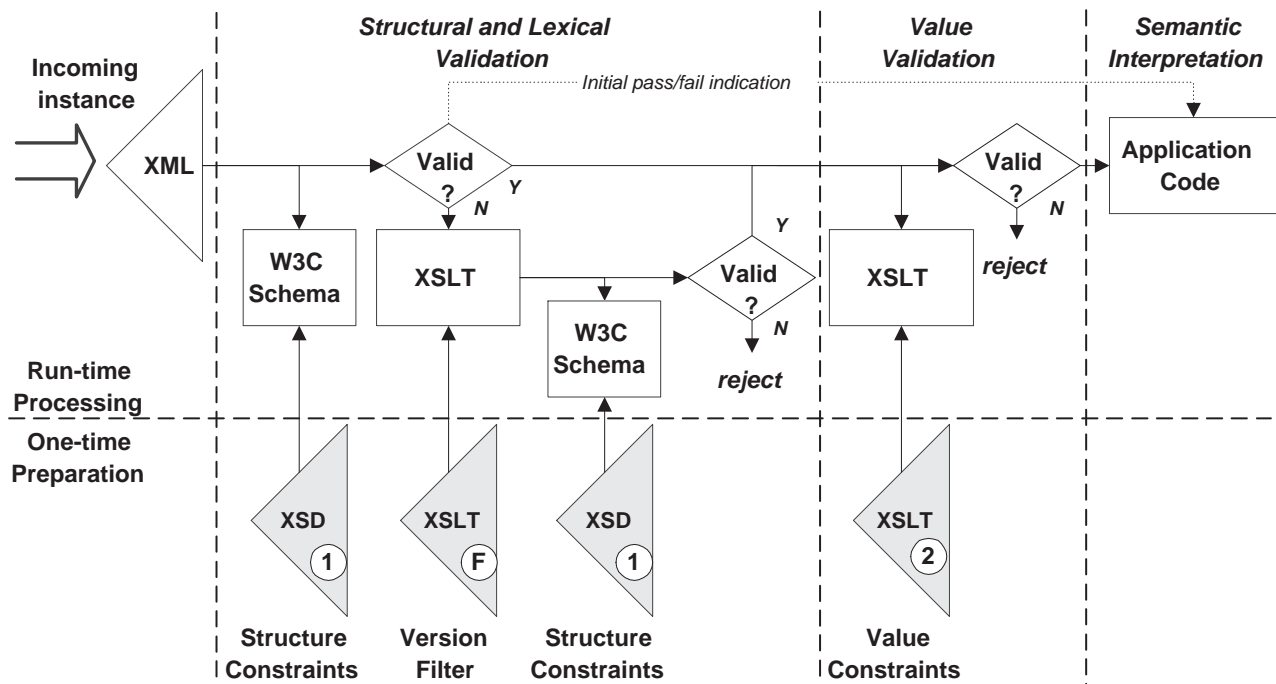 Structural and Lexical
Validation
Value
Validation
Semantic
Interpretation
Incoming
instance
Initial pass/fail indication
XML
Valid
?
Y
N
Valid
?
N
reject
Application
Code
W3C
Schema
XSLT
Valid
?
Y
N
reject
W3C
Schema
XSLT
Run-time
Processing
One-time
Preparation
XSD
1
XSLT
F
XSD
1
XSLT
2
Structure
Constraints
Version
Filter
Structure
Constraints
Value
Constraints